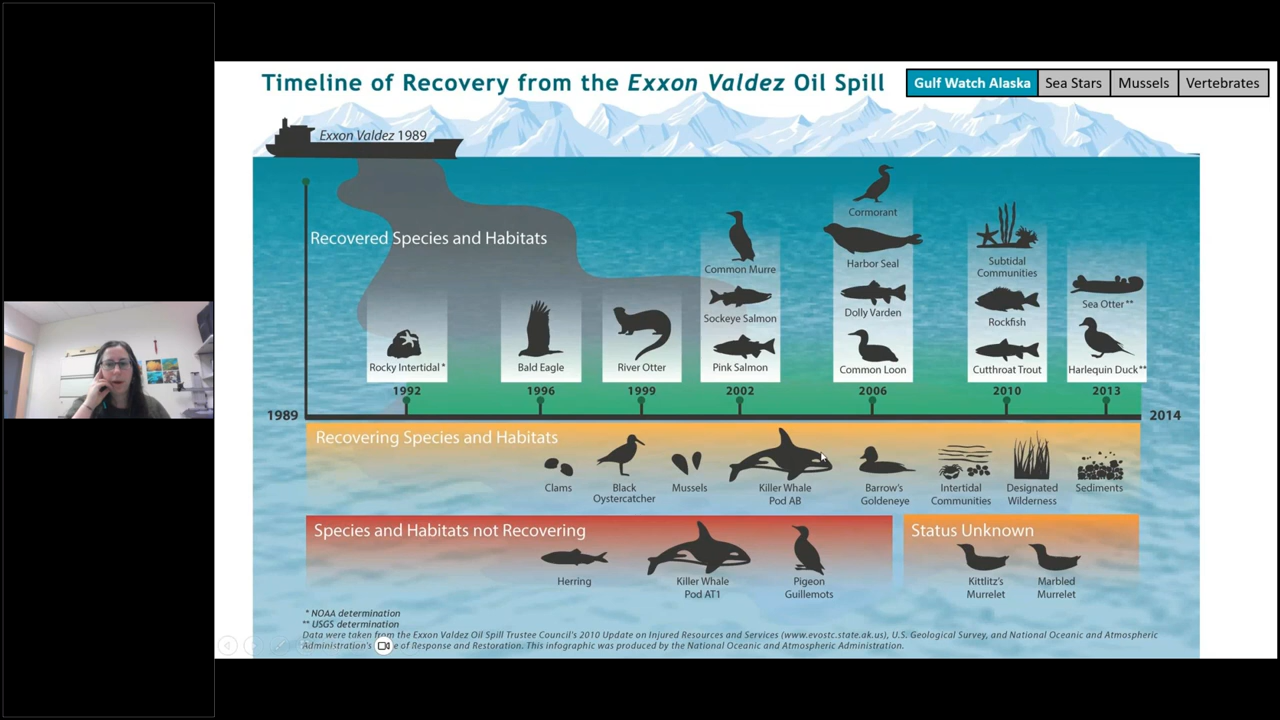 Timeline of Recovery from the Exxon Valdez Oil Spill
Gulf Watch Alaska
Sea Stars
Mussels
Vertebrates
Exxon Valdez 1989
Recovered Species and Habitats
Rocky Intertidal*
Bald Eagle
River Otter
Common Murre
Sockeye Salmon
Pink Salmon
Cormorant
Harbor Seal
Dolly Varden
Common Loon
Subtidal
Communities
Rockfish
Cutthroat Trout
Sea Otter**
Harlequin Duck**
1989
1992
1996
1999
2002
2006
2010
2013
2014
Recovering Species and Habitats
Clams
Black
Oystercatcher
Mussels
Killer Whale
Pod AB
Barrow's
Goldeneye
Intertidal
Communities
Designated
Wilderness
Sediments
Species and Habitats not Recovering
Herring
Killer Whale
Pod AT1
Pigeon
Guillemots
Status Unknown
Kittlitz's
Murrelet
Marbled
Murrelet
* NOAA determination
** USGS determination
Data were taken from the Exxon Valdez Oil Spill Trustee Council's 2010 Update on Injured Resources and Services (www.evostc.state.ak.us), U.S. Geological Survey, and National Oceanic and Atmospheric
Administration's of Response and Restoration. This infographic was produced by the National Oceanic and Atmospheric Administration.